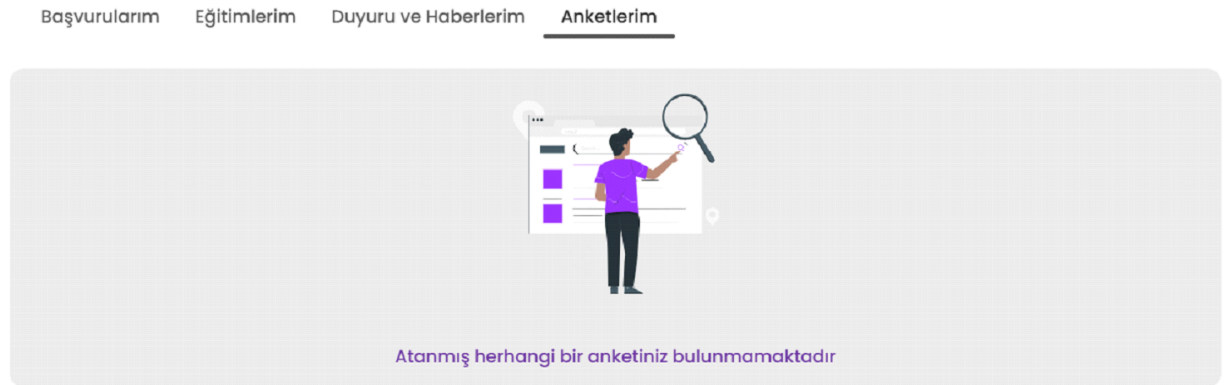 Başvurularım Eğitimlerim Duyuru ve Haberlerim Anketlerim
Atanmış herhangi bir anketiniz bulunmamaktadır